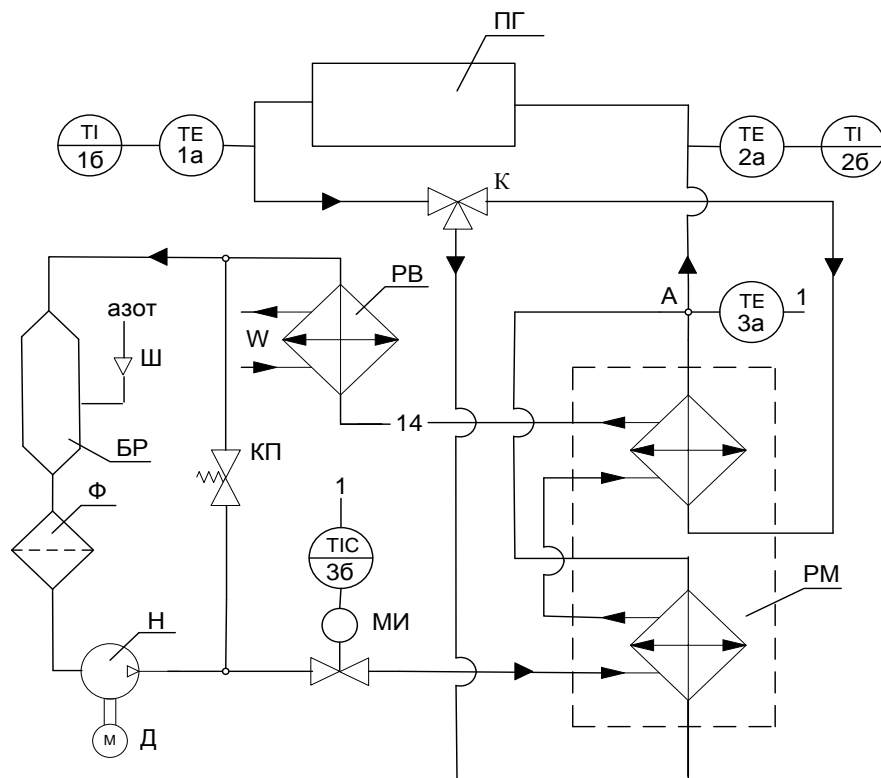 ПГ
TI
1б
TE
1а
TE
2а
TI
2б
К
РВ
А
TE
3а
1
азот
W
Ш
14
БР
КП
Ф
1
TIC
3б
РМ
Н
МИ
М
Д